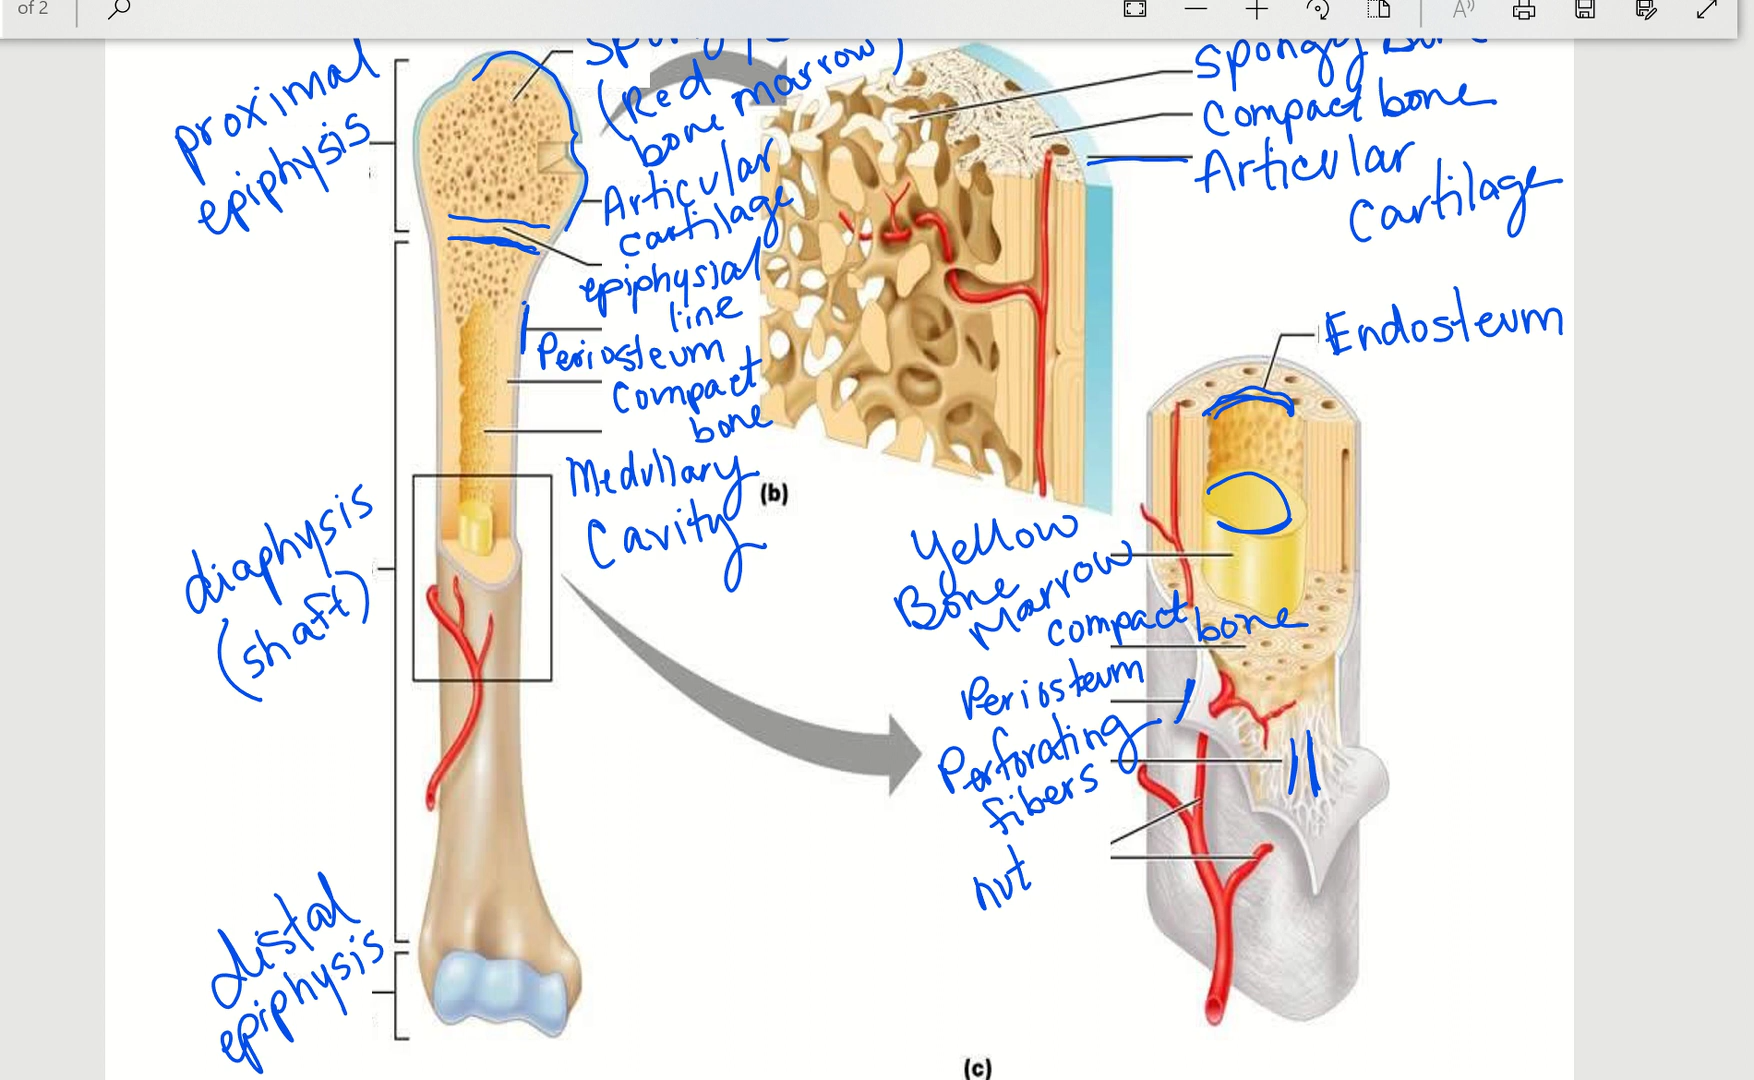 of 2
proximal
epiphysis
(Red
bone marrow)
Articular
cartilage
epiphysial
line
Periosteum
Compact
bone
Medullary
Cavity
diaphysis
(shaft)
distal
epiphysis
Spongy
Compact bone
Articular
Cartilage
(b)
Endosteum
Yellow
Bone
Marrow
compact bone
Periosteum
Perforating
fibers
nut
(c)